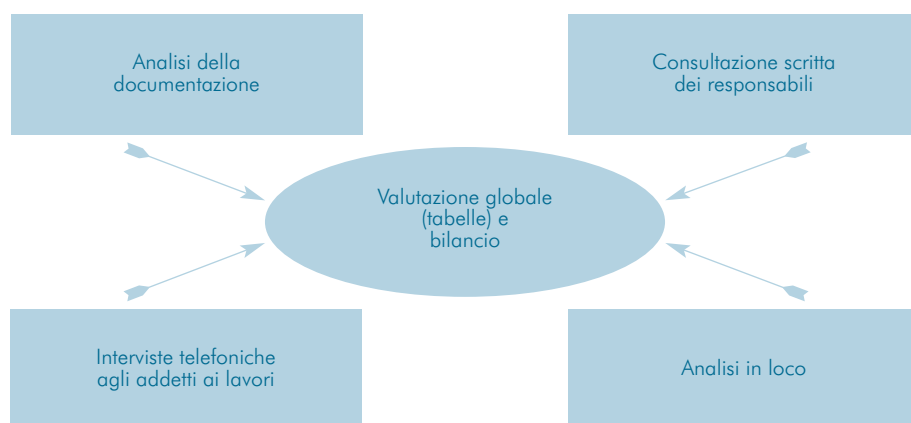 Analisi della
documentazione
Consultazione scritta
dei responsabili
Valutazione globale
(tabelle) e
bilancio
Interviste telefoniche
agli addetti ai lavori
Analisi in loco